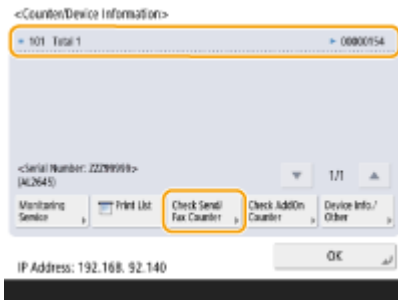 <Counter/Device Information>
101 Total 1 00000154
<Serial Number: ZZZ99999>
(AL2645)
1/1
Monitoring Service
Print List
Check Send/ Fax Counter
Check AddOn Counter
Device Info./ Other
OK
IP Address: 192.168. 92.140